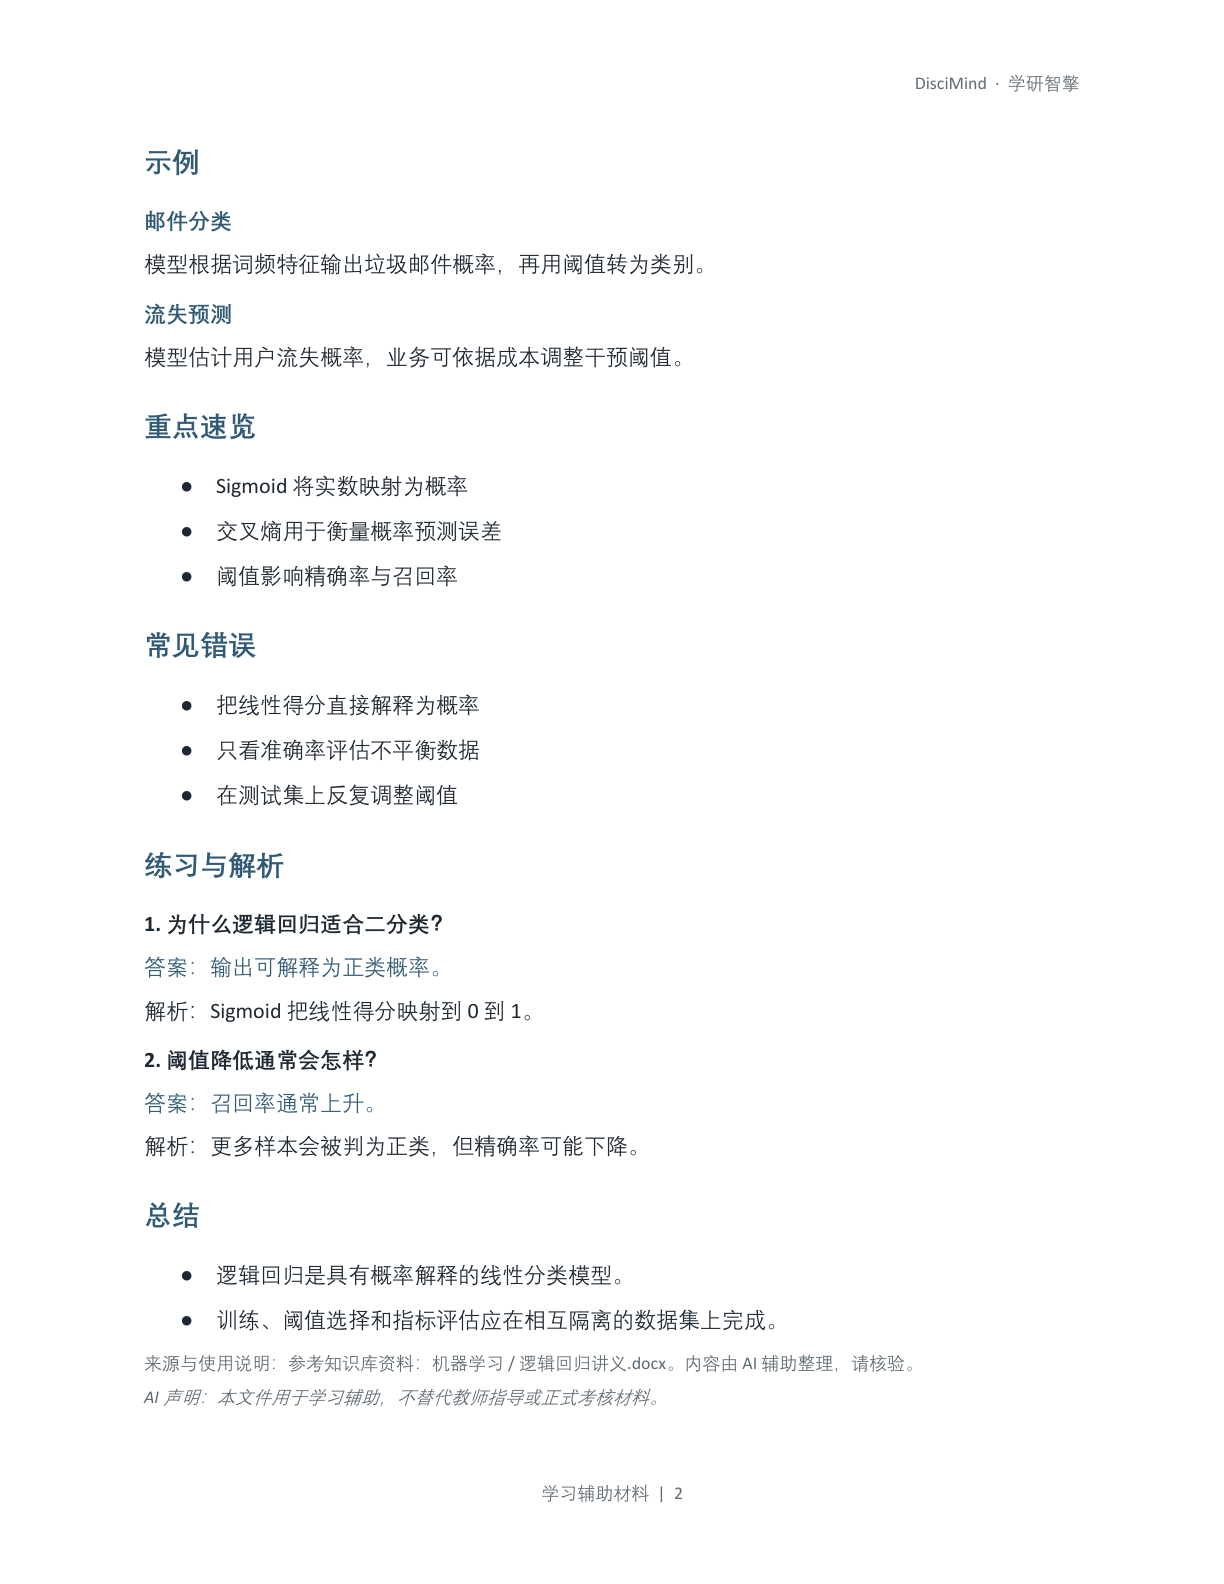 DisciMind · 学研智擎
示例
邮件分类
模型根据词频特征输出垃圾邮件概率，再用阈值转为类别。
流失预测
模型估计用户流失概率，业务可依据成本调整干预阈值。
重点速览
● Sigmoid 将实数映射为概率
● 交叉熵用于衡量概率预测误差
● 阈值影响精确率与召回率
常见错误
● 把线性得分直接解释为概率
● 只看准确率评估不平衡数据
● 在测试集上反复调整阈值
练习与解析
1. 为什么逻辑回归适合二分类？
答案：输出可解释为正类概率。
解析：Sigmoid 把线性得分映射到 0 到 1。
2. 阈值降低通常会怎样？
答案：召回率通常上升。
解析：更多样本会被判为正类，但精确率可能下降。
总结
● 逻辑回归是具有概率解释的线性分类模型。
● 训练、阈值选择和指标评估应在相互隔离的数据集上完成。
来源与使用说明：参考知识库资料：机器学习 / 逻辑回归讲义.docx。内容由 AI 辅助整理，请核验。
AI 声明：本文件用于学习辅助，不替代教师指导或正式考核材料。
学习辅助材料 | 2